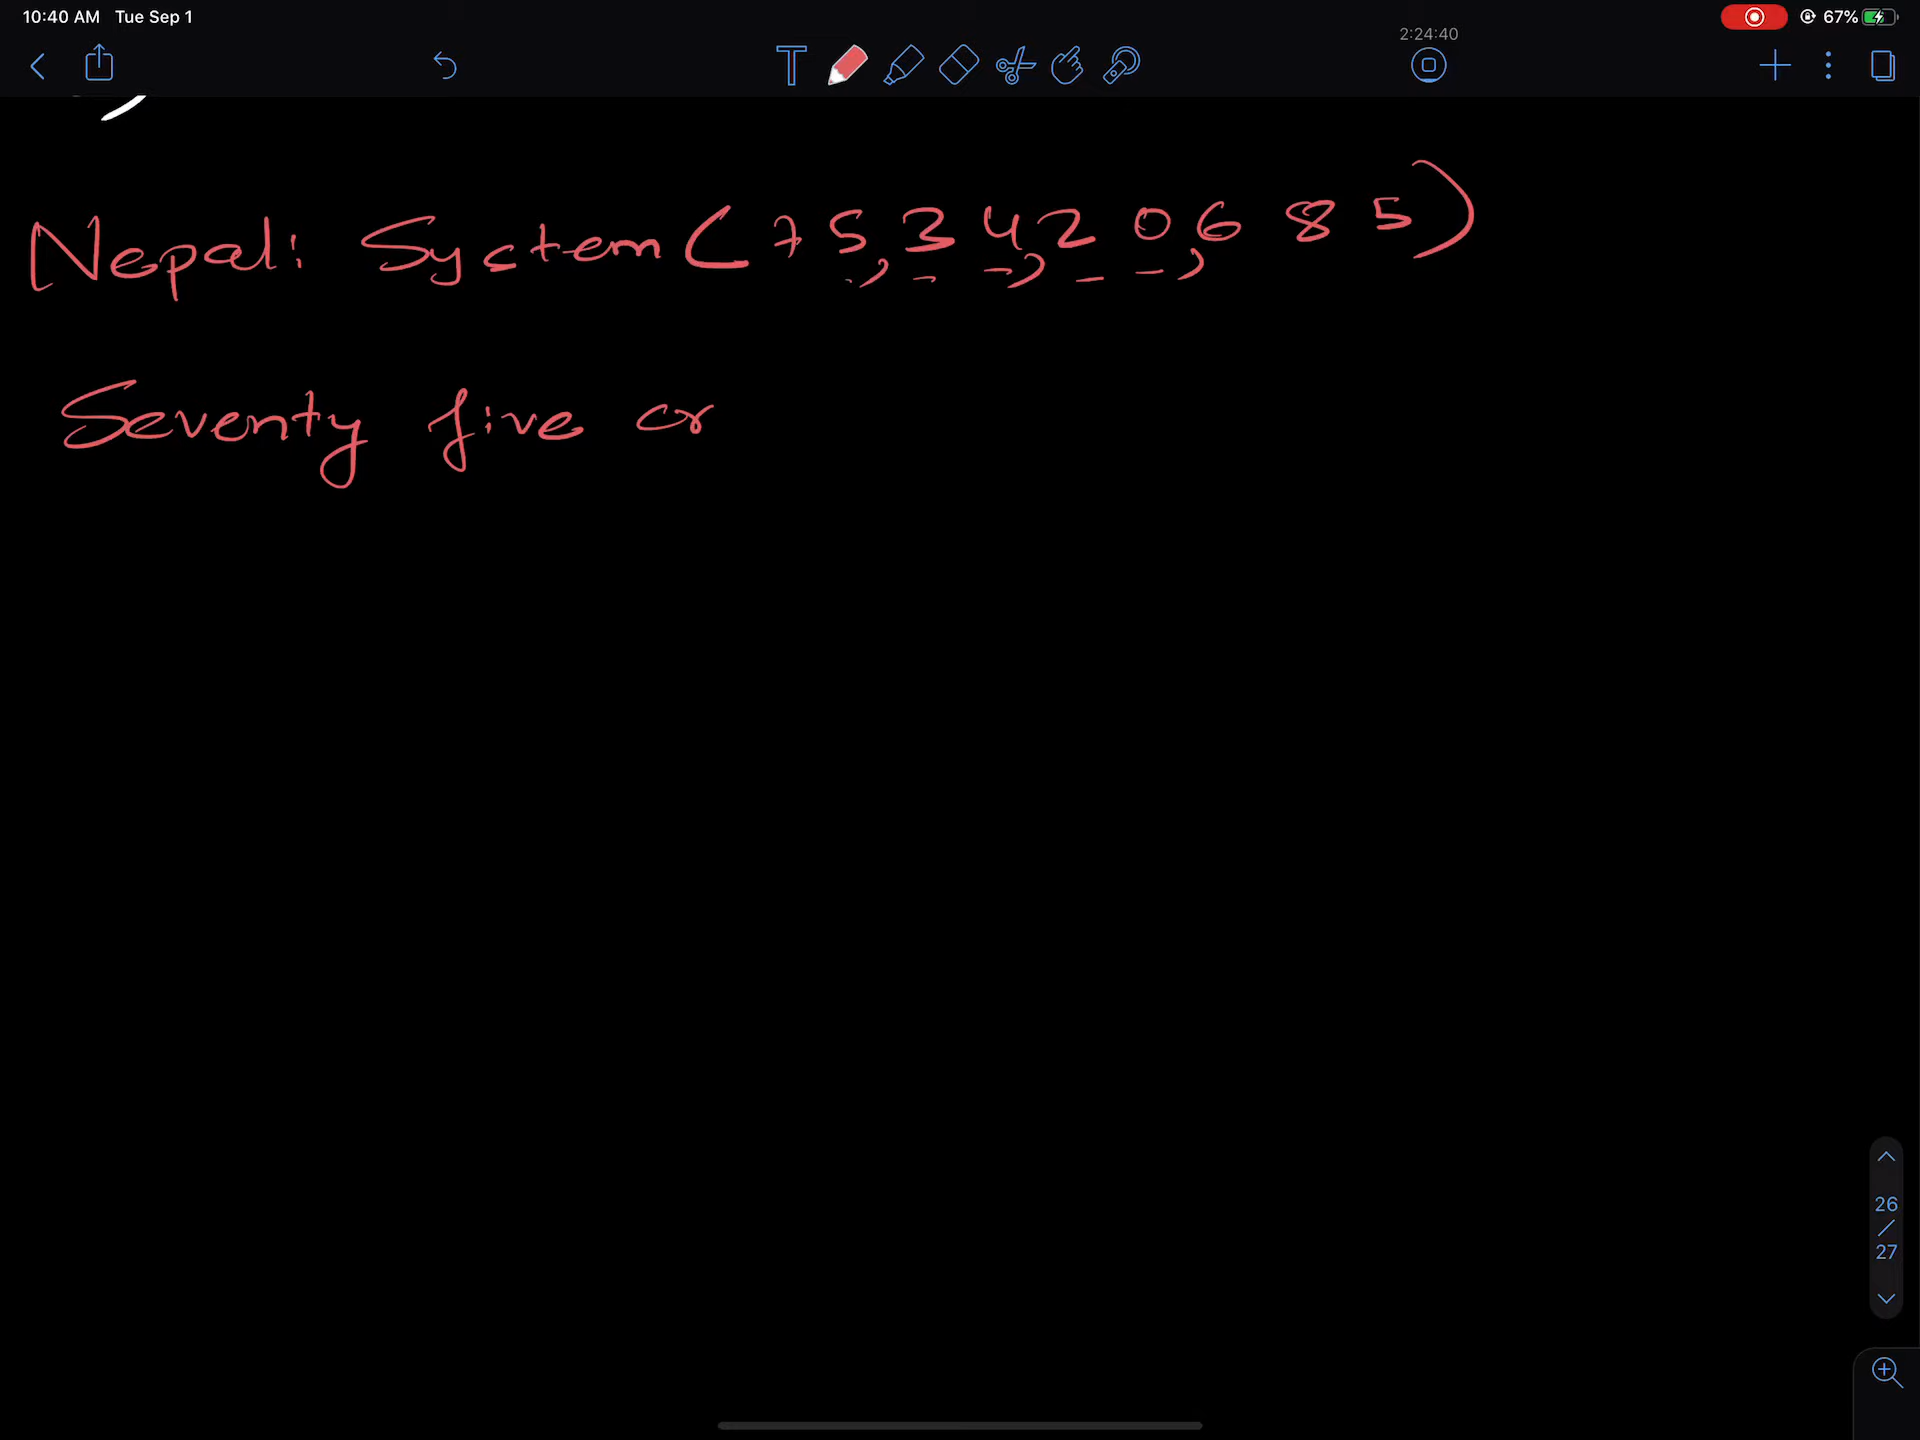 10:40 AM Tue Sep 1
67%
2:24:40
T
Nepali System (75,34,20,685)
Seventy five cr
26
/
27